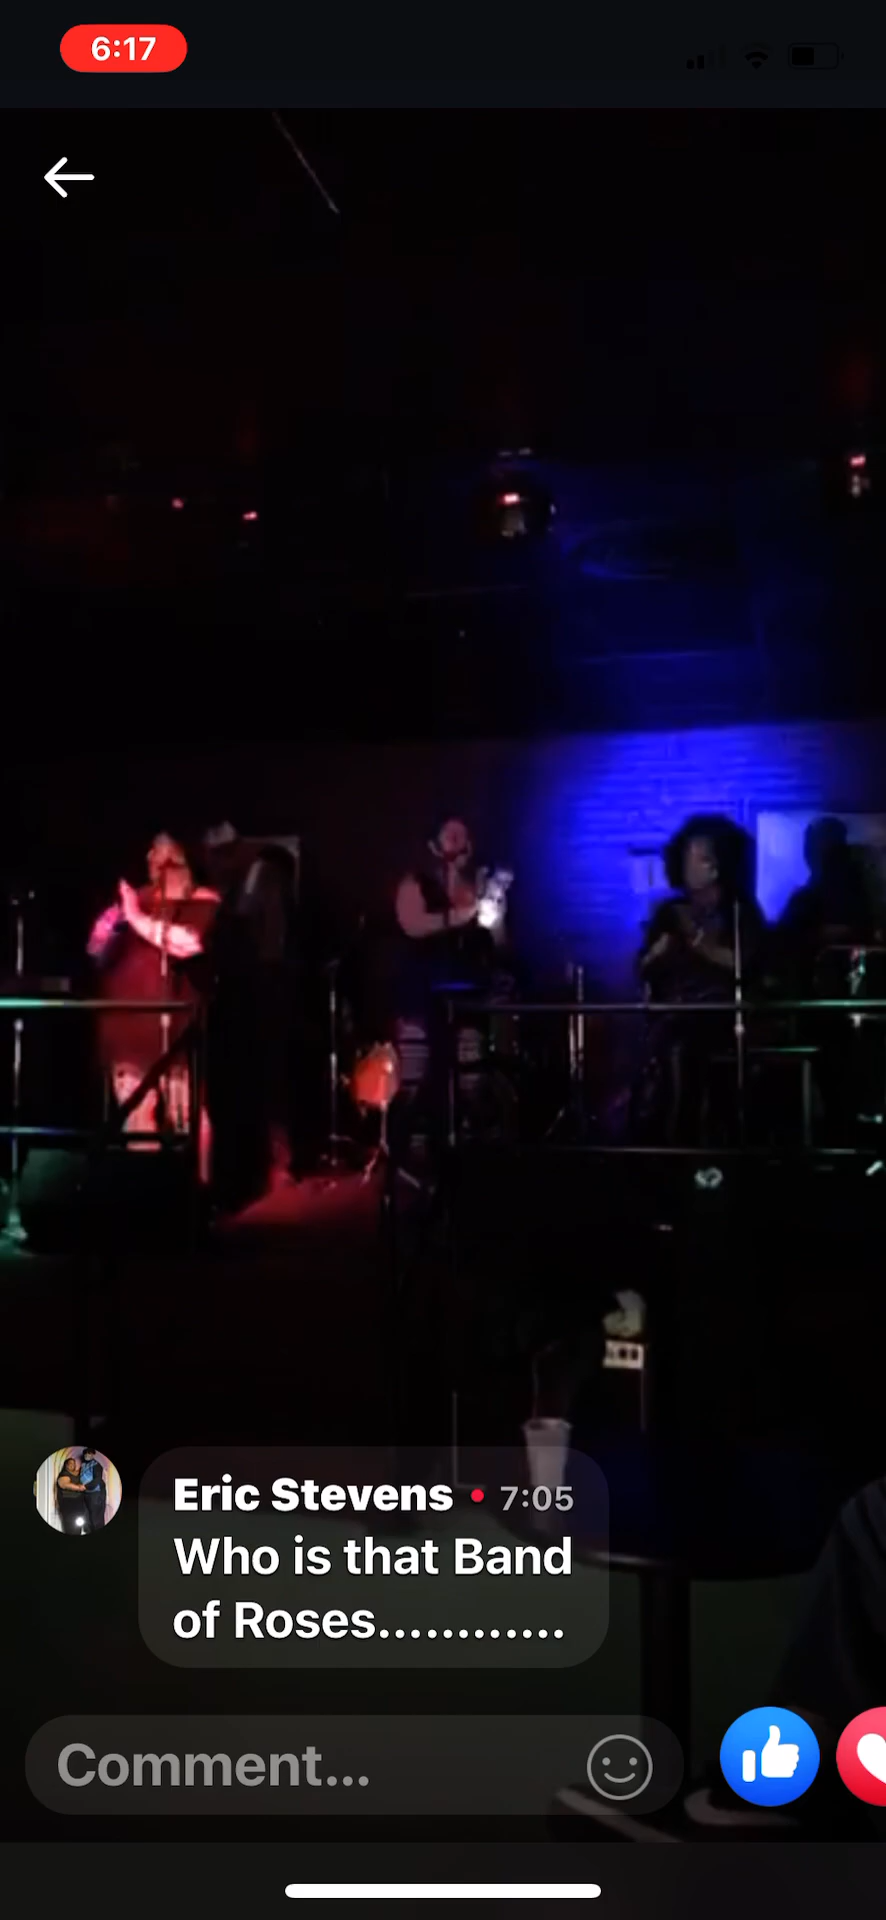 6:17
Eric Stevens • 7:05
Who is that Band
of Roses............
Comment...